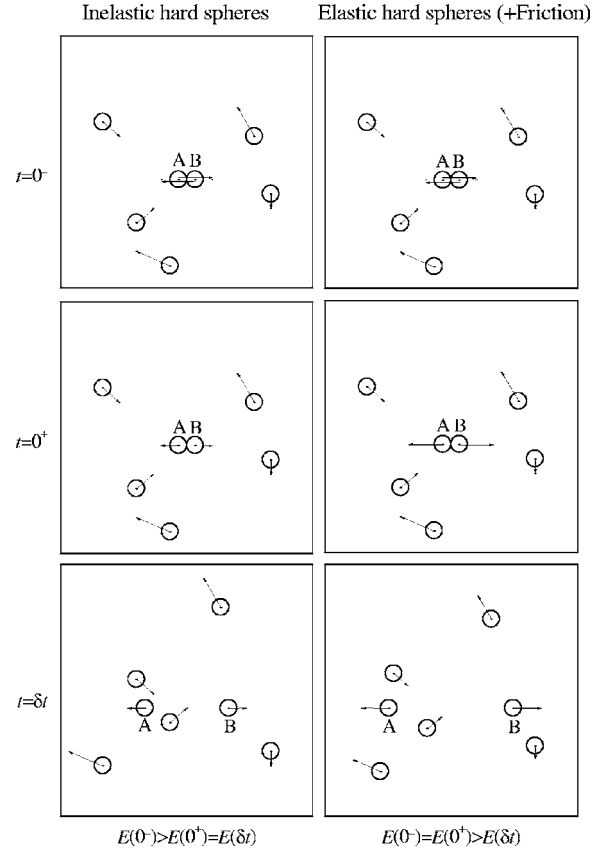 Inelastic hard spheres
Elastic hard spheres (+Friction)
t=0⁻
A B
A B
t=0⁺
A B
A B
t=δt
A
B
A
B
E(0⁻)>E(0⁺)=E(δt)
E(0⁻)=E(0⁺)>E(δt)